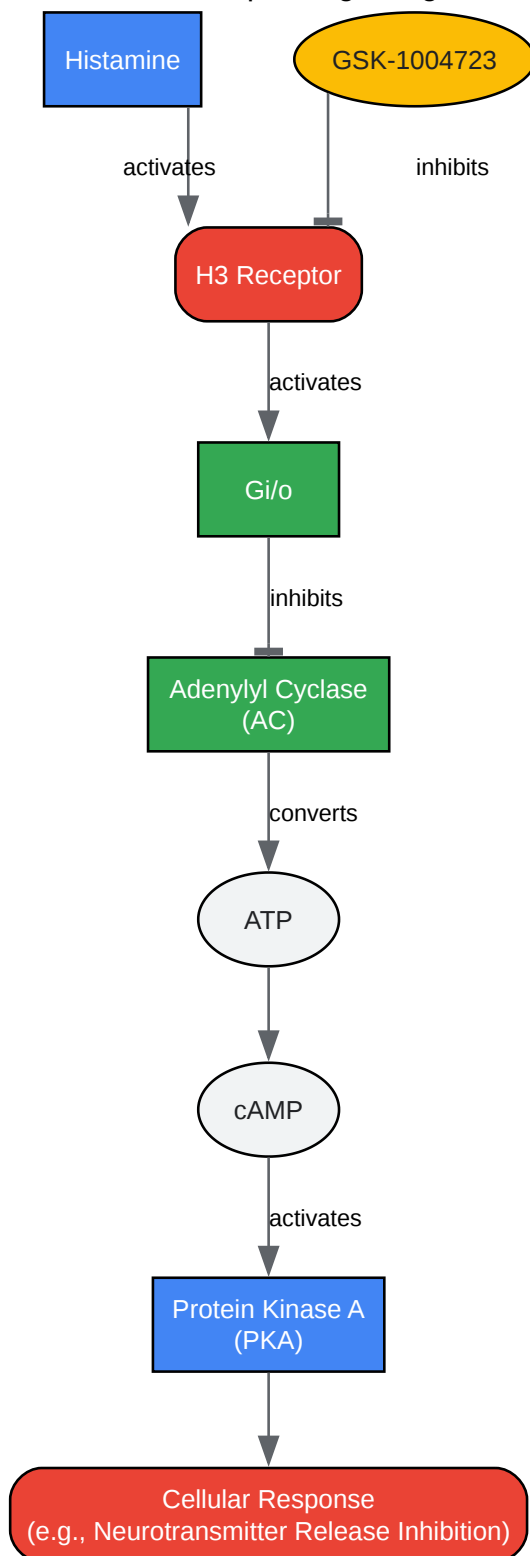 Histamine
GSK-1004723
activates
inhibits
H3 Receptor
activates
Gi/o
inhibits
Adenylyl Cyclase
(AC)
converts
ATP
cAMP
activates
Protein Kinase A
(PKA)
Cellular Response
(e.g., Neurotransmitter Release Inhibition)